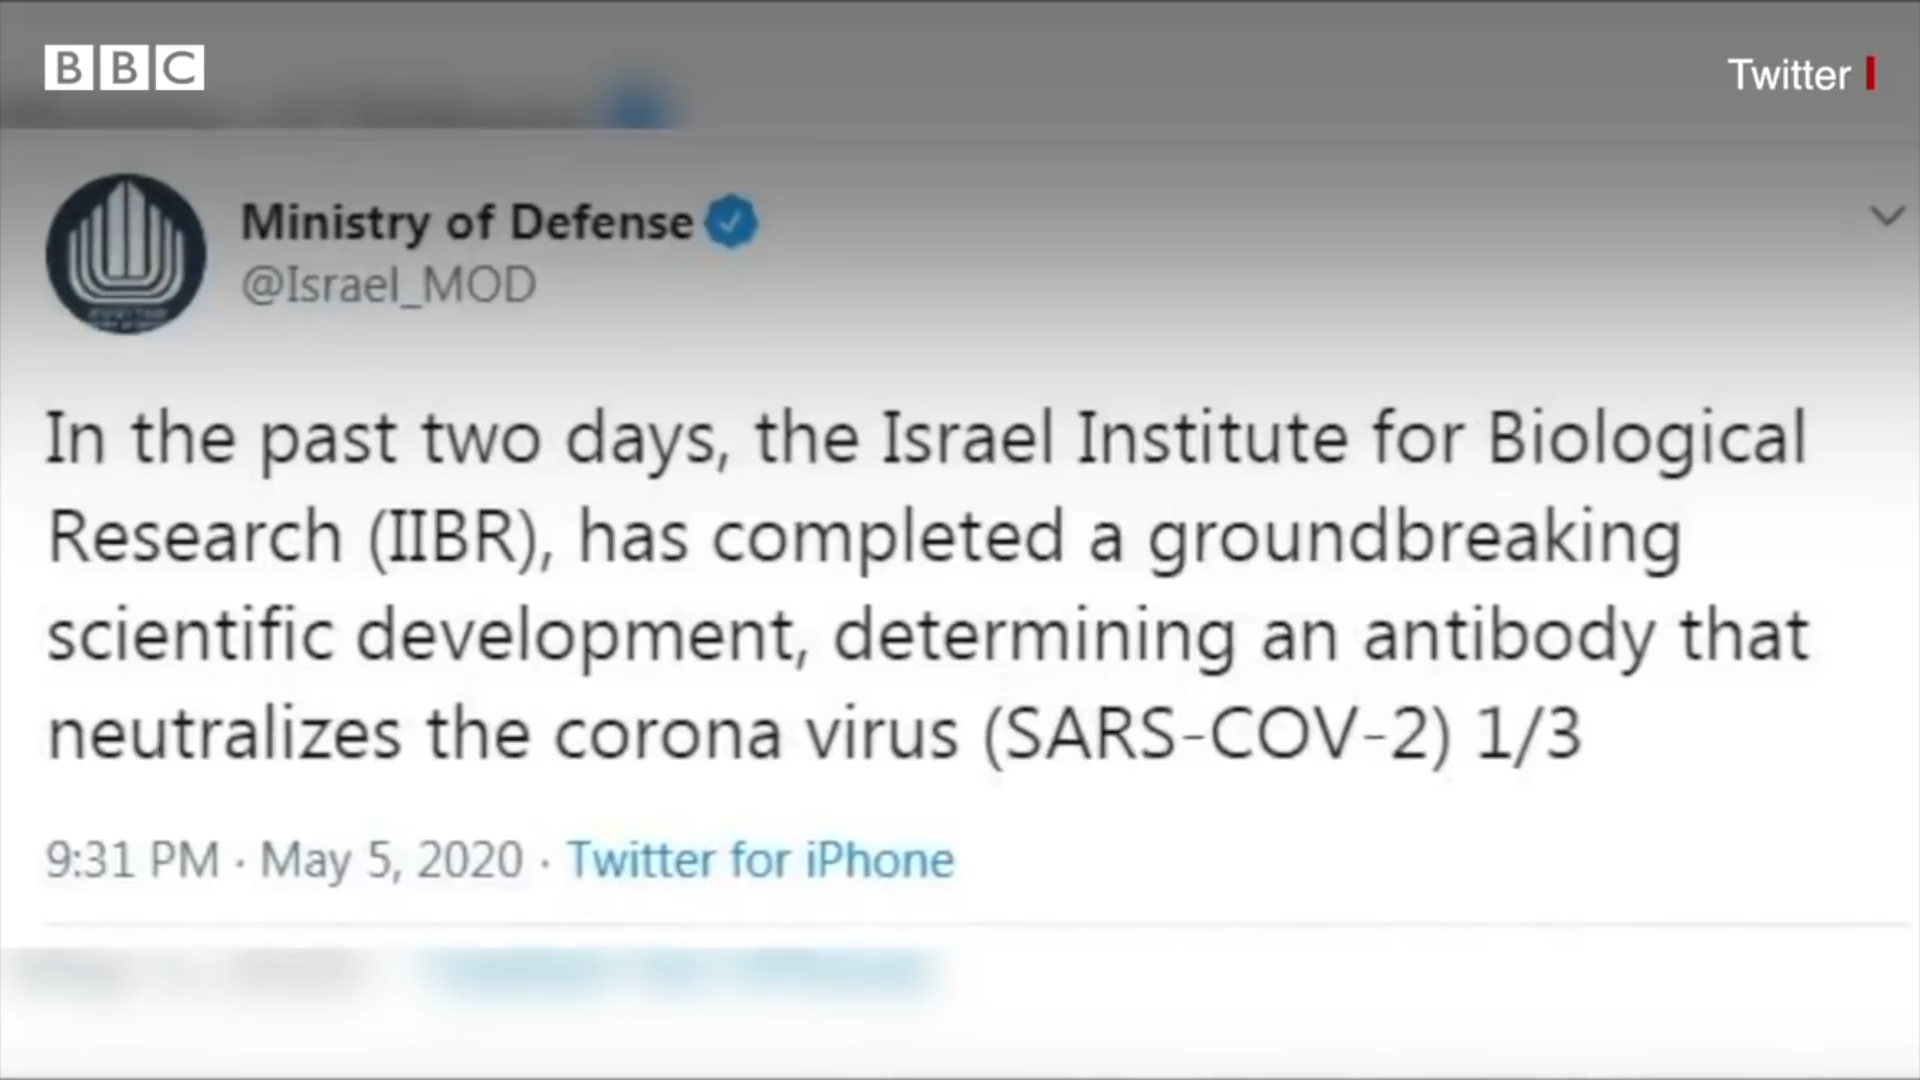 BBC
Twitter
Ministry of Defense
@Israel_MOD
In the past two days, the Israel Institute for Biological
Research (IIBR), has completed a groundbreaking
scientific development, determining an antibody that
neutralizes the corona virus (SARS-COV-2) 1/3
9:31 PM · May 5, 2020 · Twitter for iPhone